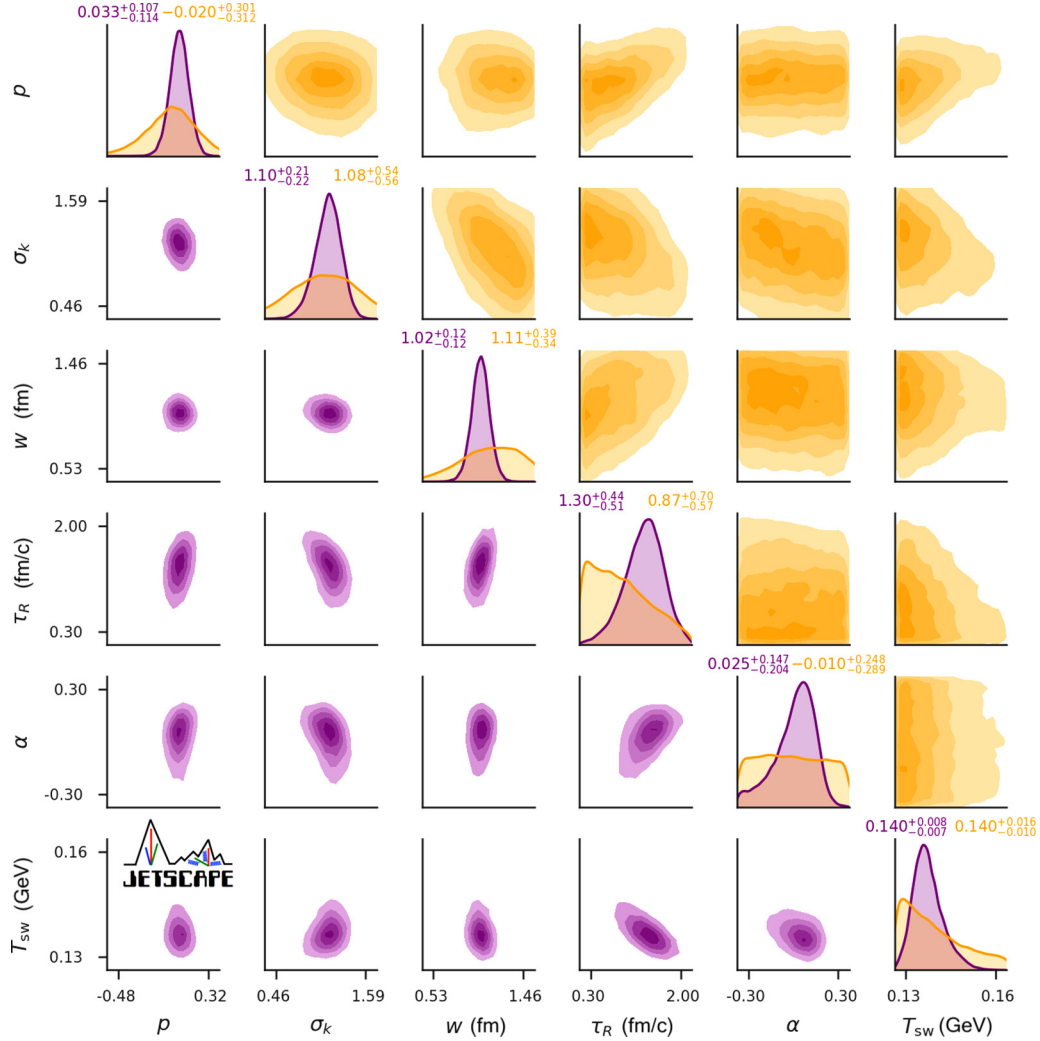 0.033^{+0.107}_{-0.114} −0.020^{+0.301}_{-0.312}
p
1.10^{+0.21}_{-0.22} 1.08^{+0.54}_{-0.56}
1.59
σ_k
0.46
1.02^{+0.12}_{-0.12} 1.11^{+0.39}_{-0.34}
1.46
w (fm)
0.53
1.30^{+0.44}_{-0.51} 0.87^{+0.70}_{-0.57}
2.00
τ_R (fm/c)
0.30
0.025^{+0.147}_{-0.204} −0.010^{+0.248}_{-0.289}
0.30
α
-0.30
0.140^{+0.008}_{-0.007} 0.140^{+0.016}_{-0.010}
0.16
T_sw (GeV)
0.13
JETSCAPE
-0.48 0.32 0.46 1.59 0.53 1.46 0.30 2.00 -0.30 0.30 0.13 0.16
p σ_k w (fm) τ_R (fm/c) α T_sw (GeV)